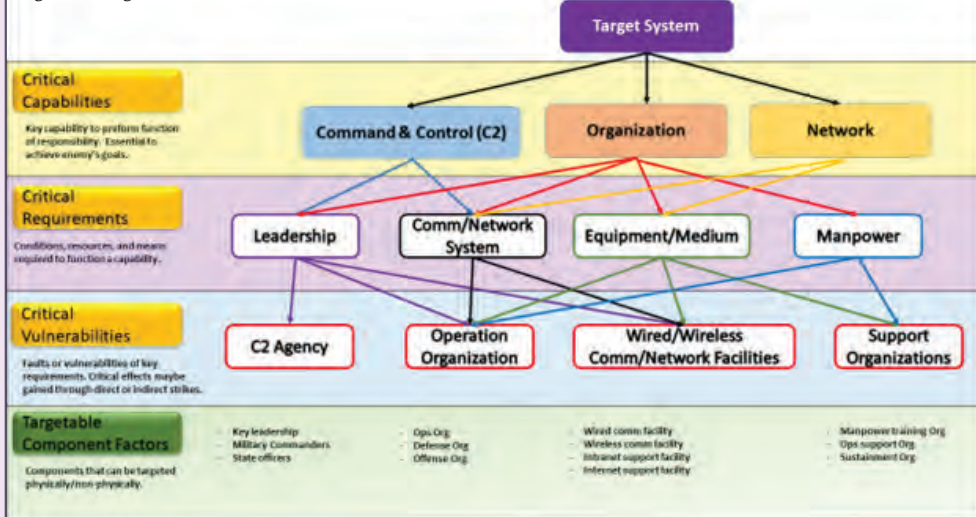 Target System
Critical
Capabilities
Key capability to preform function
of responsibility. Essential to
achieve enemy's goals.
Command & Control (C2)
Organization
Network
Critical
Requirements
Conditions, resources, and means
required to function a capability.
Leadership
Comm/Network
System
Equipment/Medium
Manpower
Critical
Vulnerabilities
Faults or vulnerabilities of key
requirements. Critical effects maybe
gained through direct or indirect strikes.
C2 Agency
Operation
Organization
Wired/Wireless
Comm/Network Facilities
Support
Organizations
Targetable
Component Factors
Components that can be targeted
physically/non-physically.
- Key leadership
- Military Commanders
- State officers
- Ops Org
- Defense Org
- Offense Org
- Wired comm facility
- Wireless comm facility
- Intranet support facility
- Internet support facility
- Manpower training Org
- Ops support Org
- Sustainment Org